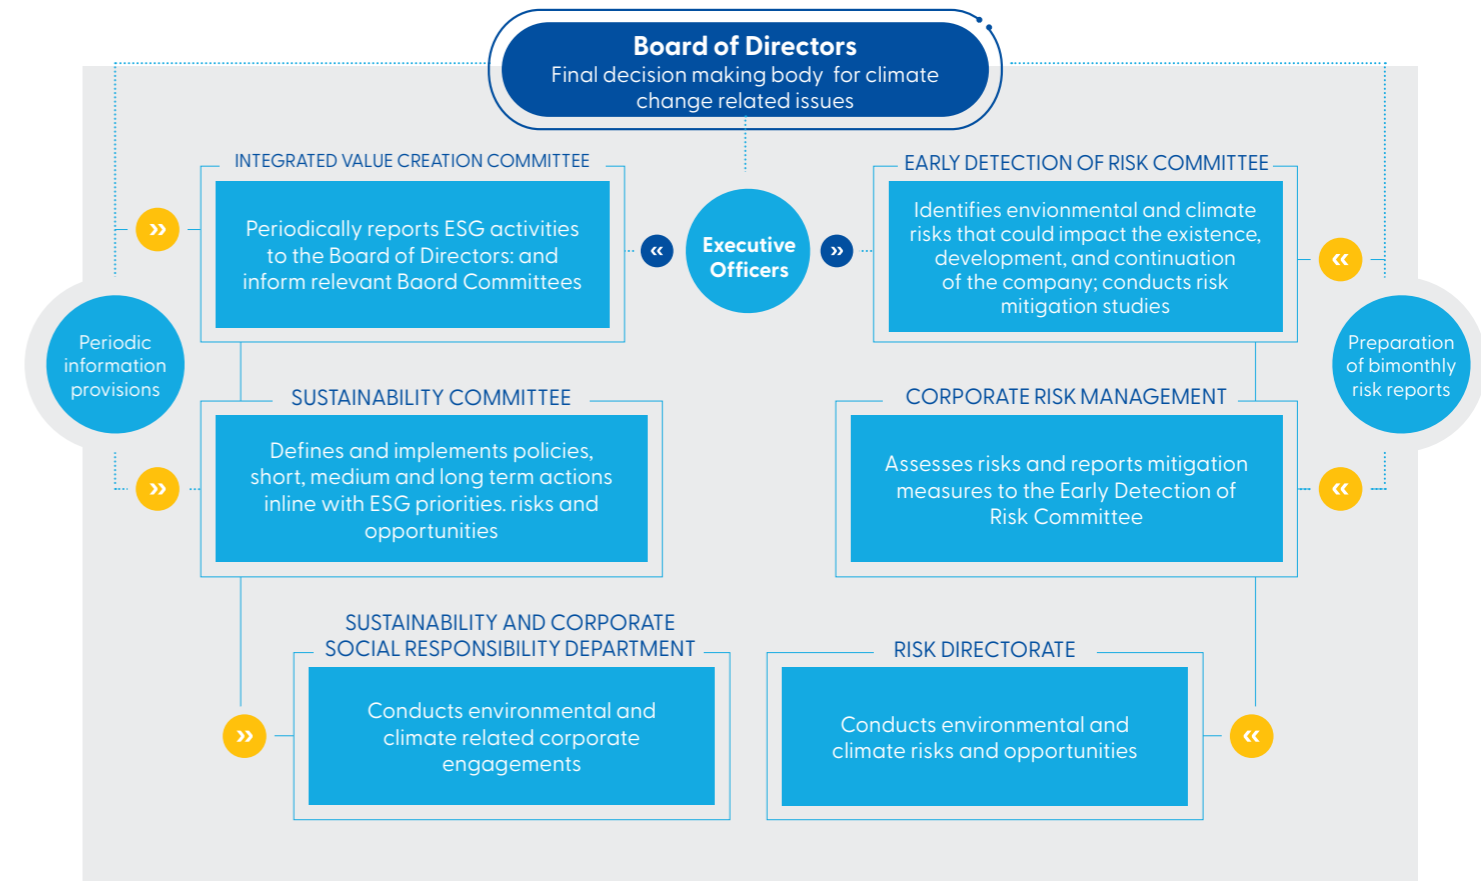 Board of Directors
Final decision making body for climate
change related issues
INTEGRATED VALUE CREATION COMMITTEE
Periodically reports ESG activities
to the Board of Directors: and
inform relevant Baord Committees
Executive
Officers
EARLY DETECTION OF RISK COMMITTEE
Identifies envionmental and climate
risks that could impact the existence,
development, and continuation
of the company; conducts risk
mitigation studies
Periodic
information
provisions
Preparation
of bimonthly
risk reports
SUSTAINABILITY COMMITTEE
Defines and implements policies,
short, medium and long term actions
inline with ESG priorities. risks and
opportunities
CORPORATE RISK MANAGEMENT
Assesses risks and reports mitigation
measures to the Early Detection of
Risk Committee
SUSTAINABILITY AND CORPORATE
SOCIAL RESPONSIBILITY DEPARTMENT
Conducts environmental and
climate related corporate
engagements
RISK DIRECTORATE
Conducts environmental and
climate risks and opportunities